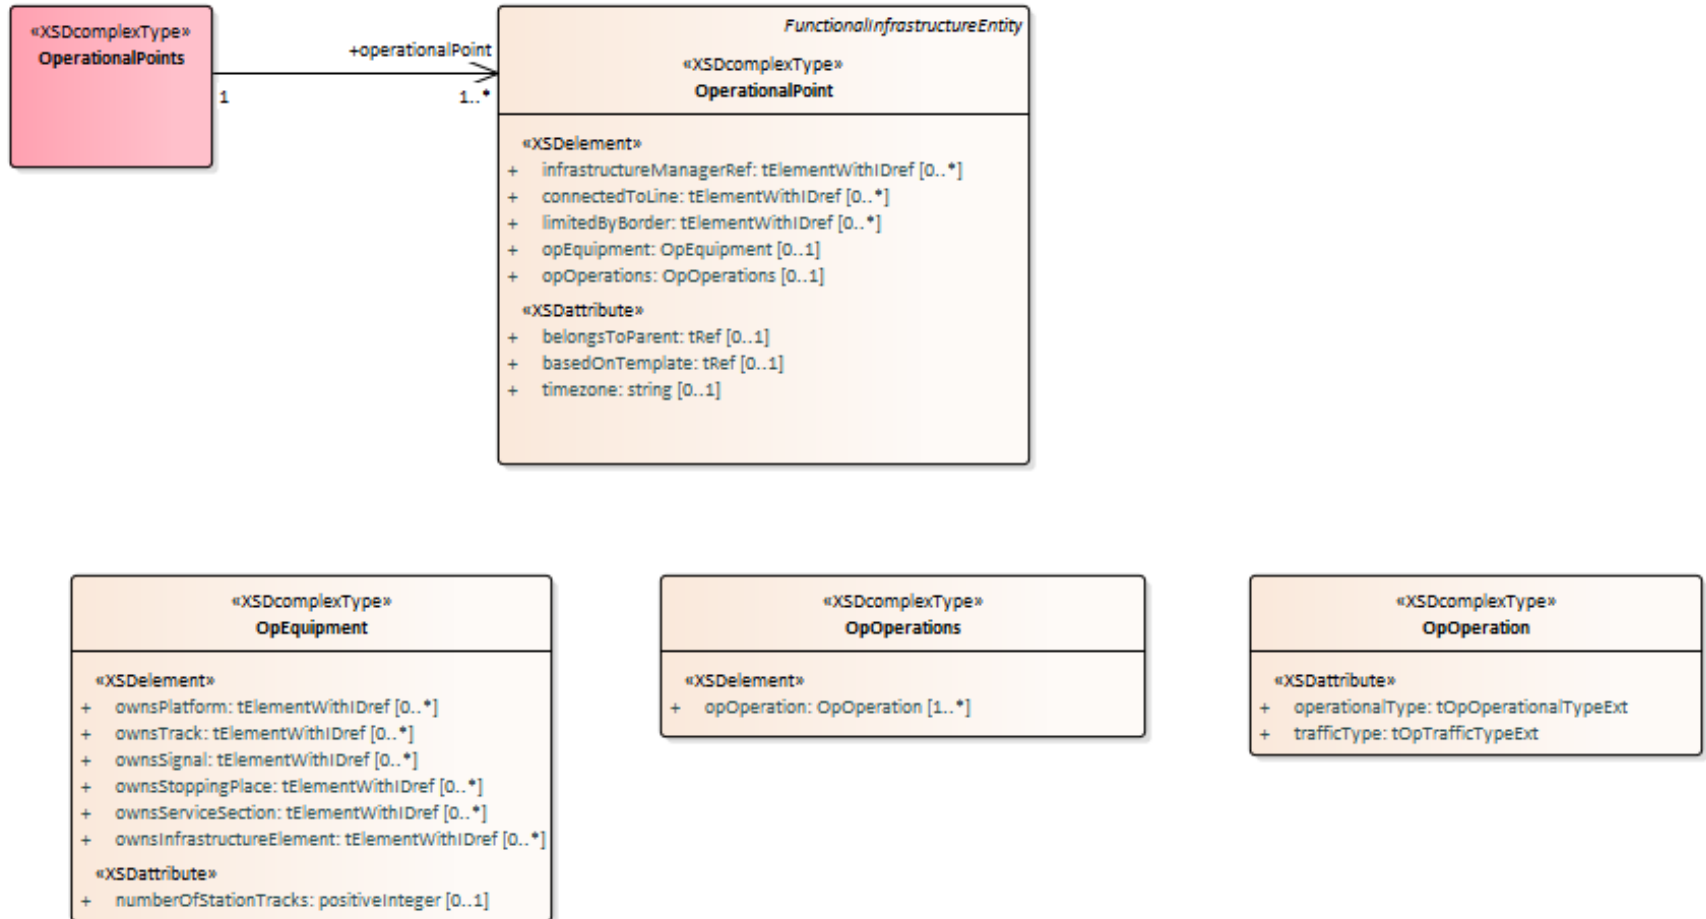 «XSDcomplexType»
OperationalPoints
+operationalPoint
1
1..*
FunctionalInfrastructureEntity
«XSDcomplexType»
OperationalPoint
«XSDelement»
+ infrastructureManagerRef: tElementWithIDref [0..*]
+ connectedToLine: tElementWithIDref [0..*]
+ limitedByBorder: tElementWithIDref [0..*]
+ opEquipment: OpEquipment [0..1]
+ opOperations: OpOperations [0..1]
«XSDattribute»
+ belongsToParent: tRef [0..1]
+ basedOnTemplate: tRef [0..1]
+ timezone: string [0..1]
«XSDcomplexType»
OpEquipment
«XSDelement»
+ ownsPlatform: tElementWithIDref [0..*]
+ ownsTrack: tElementWithIDref [0..*]
+ ownsSignal: tElementWithIDref [0..*]
+ ownsStoppingPlace: tElementWithIDref [0..*]
+ ownsServiceSection: tElementWithIDref [0..*]
+ ownsInfrastructureElement: tElementWithIDref [0..*]
«XSDattribute»
+ numberOfStationTracks: positiveInteger [0..1]
«XSDcomplexType»
OpOperations
«XSDelement»
+ opOperation: OpOperation [1..*]
«XSDcomplexType»
OpOperation
«XSDattribute»
+ operationalType: tOpOperationalTypeExt
+ trafficType: tOpTrafficTypeExt